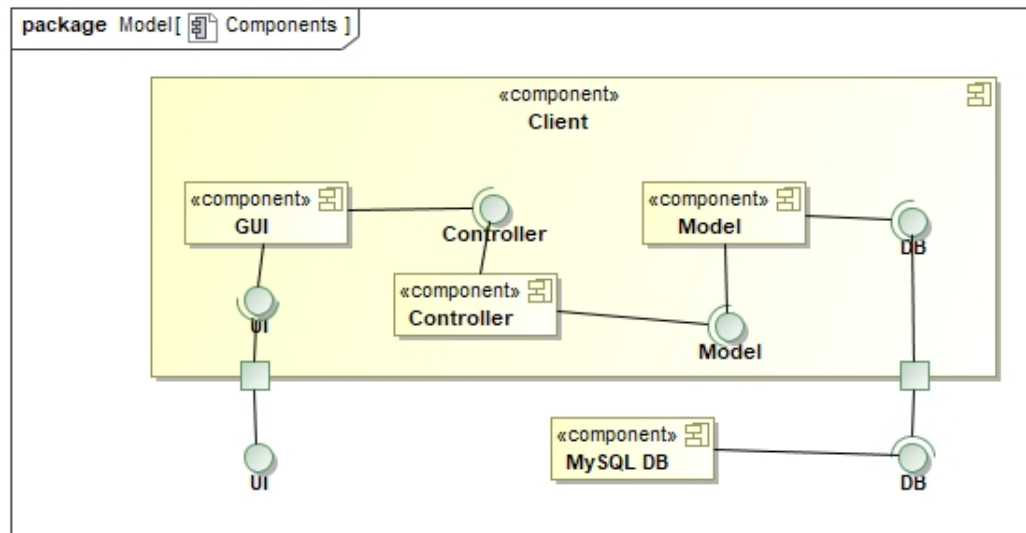 package Model[ Components ]
«component»
Client
«component»
GUI
Controller
«component»
Model
DB
«component»
Controller
UI
Model
«component»
MySQL DB
UI
DB